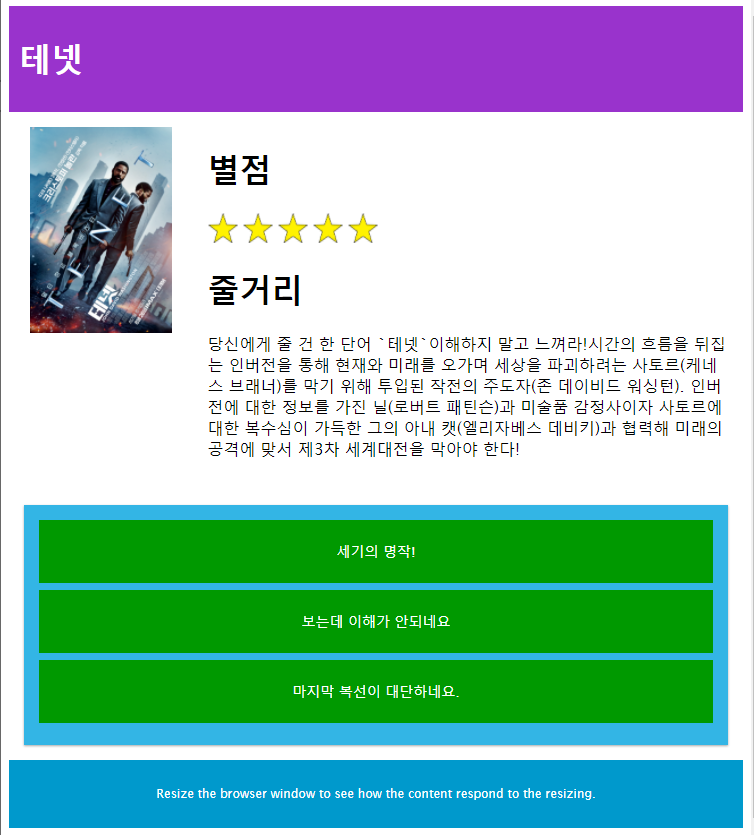 테넷
크리스토퍼 놀란
TENET
테넷
별점
줄거리
당신에게 줄 건 한 단어 `테넷`이해하지 말고 느껴라!시간의 흐름을 뒤집
는 인버전을 통해 현재와 미래를 오가며 세상을 파괴하려는 사토르(케네
스 브래너)를 막기 위해 투입된 작전의 주도자(존 데이비드 워싱턴). 인버
전에 대한 정보를 가진 닐(로버트 패틴슨)과 미술품 감정사이자 사토르에
대한 복수심이 가득한 그의 아내 캣(엘리자베스 데비키)과 협력해 미래의
공격에 맞서 제3차 세계대전을 막아야 한다!
세기의 명작!
보는데 이해가 안되네요
마지막 복선이 대단하네요.
Resize the browser window to see how the content respond to the resizing.